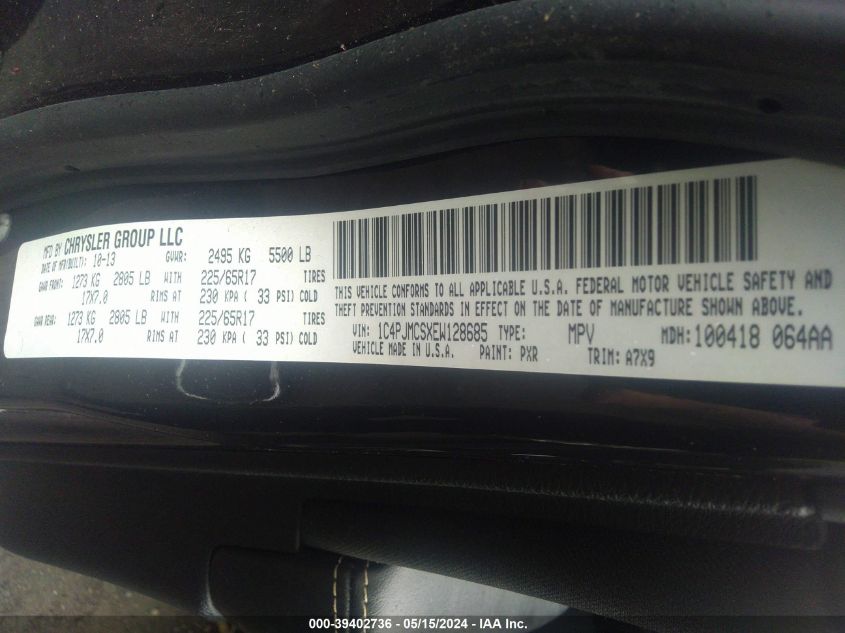 MFD BY CHRYSLER GROUP LLC
DATE OF MFR(BUILT): 10-13 GVWR: 2495 KG 5500 LB
GAWR FRONT: 1273 KG 2805 LB WITH 225/65R17 TIRES
17X7.0 RIMS AT 230 KPA ( 33 PSI) COLD
GAWR REAR: 1273 KG 2805 LB WITH 225/65R17 TIRES
17X7.0 RIMS AT 230 KPA ( 33 PSI) COLD
THIS VEHICLE CONFORMS TO ALL APPLICABLE U.S.A. FEDERAL MOTOR VEHICLE SAFETY AND
THEFT PREVENTION STANDARDS IN EFFECT ON THE DATE OF MANUFACTURE SHOWN ABOVE.
VIN: 1C4PJMCSXEW128685 TYPE: MPV MDH: 100418 064AA
VEHICLE MADE IN U.S.A. PAINT: PXR TRIM: A7X9
000-39402736 - 05/15/2024 - IAA Inc.